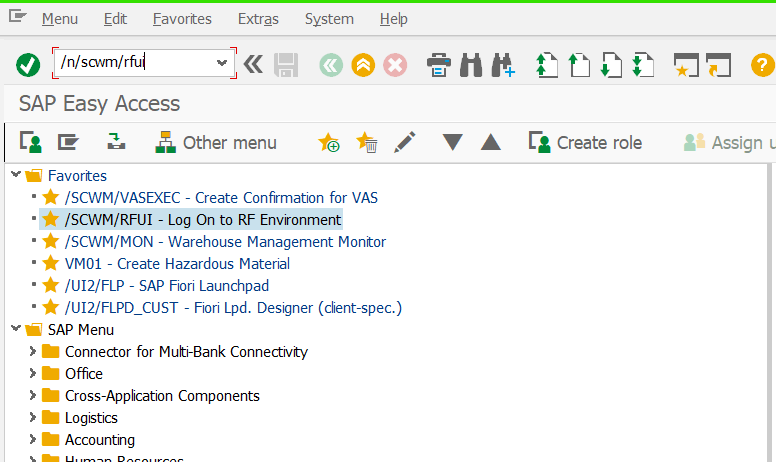 Menu Edit Favorites Extras System Help
/n/scwm/rfui
SAP Easy Access
Other menu Create role Assign u
Favorites
/SCWM/VASEXEC - Create Confirmation for VAS
/SCWM/RFUI - Log On to RF Environment
/SCWM/MON - Warehouse Management Monitor
VM01 - Create Hazardous Material
/UI2/FLP - SAP Fiori Launchpad
/UI2/FLPD_CUST - Fiori Lpd. Designer (client-spec.)
SAP Menu
Connector for Multi-Bank Connectivity
Office
Cross-Application Components
Logistics
Accounting
Human Resources